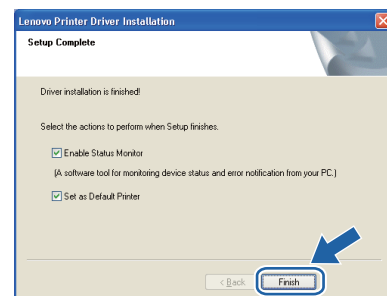 Lenovo Printer Driver Installation
Setup Complete
Driver installation is finished!
Select the actions to perform when Setup finishes.
Enable Status Monitor
(A software tool for monitoring device status and error notification from your PC.)
Set as Default Printer
< Back
Finish